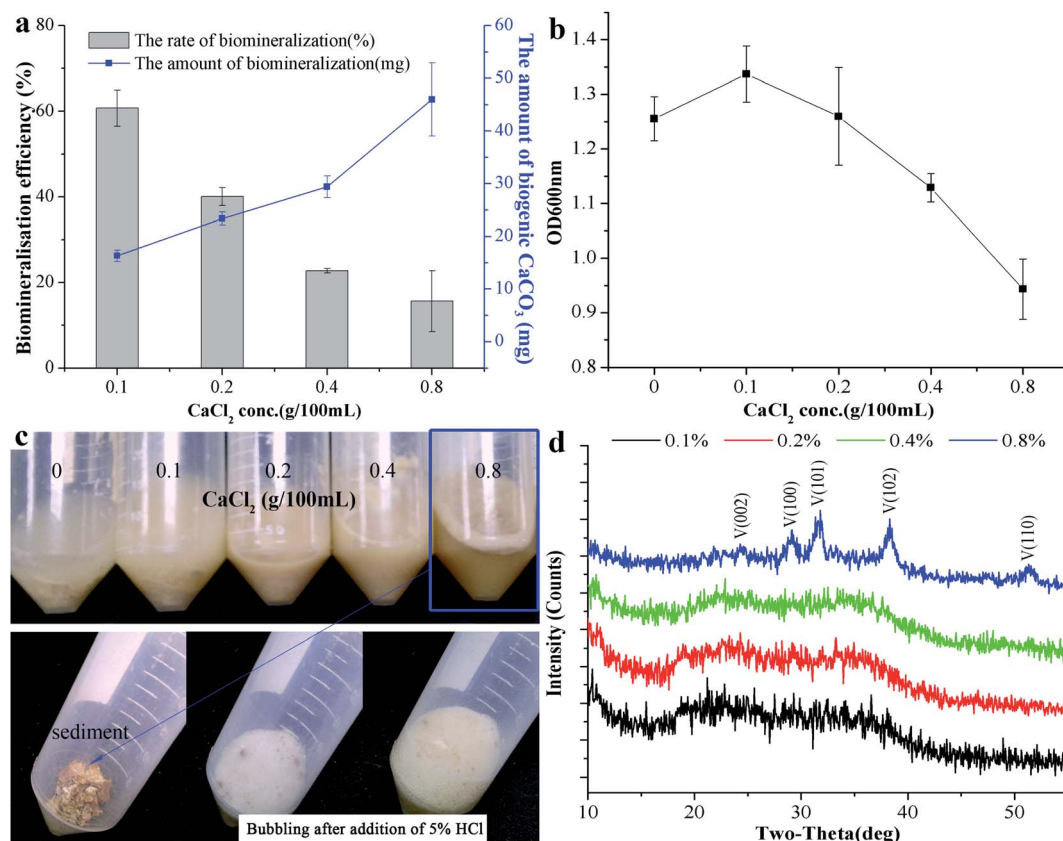 a
The rate of biomineralization(%)
The amount of biomineralization(mg)
Biomineralisation efficiency (%)
80
60
40
20
0
0.1
0.2
0.4
0.8
CaCl2 conc.(g/100mL)
60
50
40
30
20
10
0
The amount of biogenic CaCO3 (mg)
b
OD600nm
1.4
1.3
1.2
1.1
1.0
0.9
0.8
0
0.1
0.2
0.4
0.8
CaCl2 conc.(g/100mL)
c
0
0.1
0.2
0.4
0.8
CaCl2 (g/100mL)
sediment
Bubbling after addition of 5% HCl
d
0.1%
0.2%
0.4%
0.8%
V(002)
V(100)
V(101)
V(102)
V(110)
Intensity (Counts)
10
20
30
40
50
Two-Theta(deg)